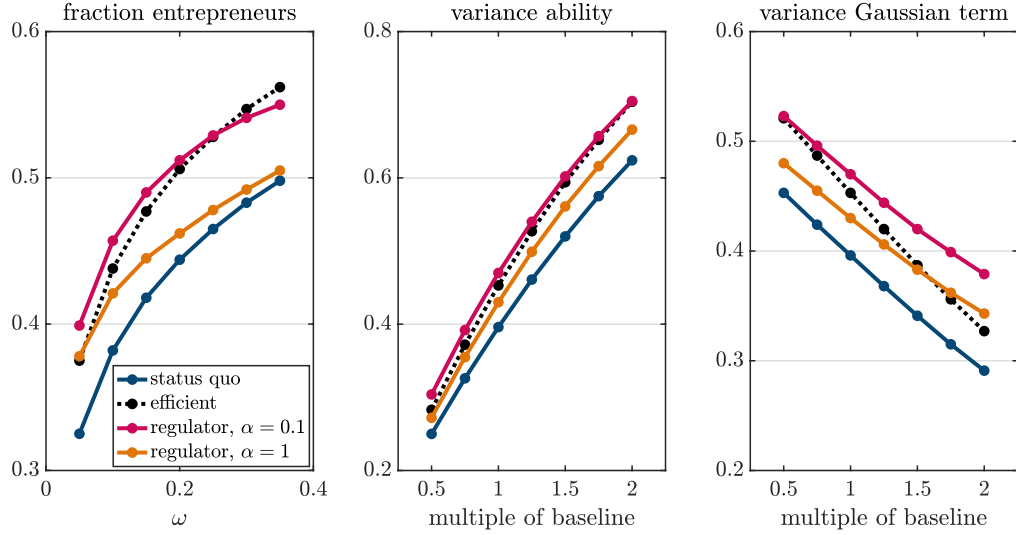 fraction entrepreneurs
0.6
0.5
0.4
0.3
0
0.2
0.4
ω
status quo
efficient
regulator, α = 0.1
regulator, α = 1
variance ability
0.8
0.6
0.4
0.2
0.5
1
1.5
2
multiple of baseline
variance Gaussian term
0.6
0.5
0.4
0.3
0.2
0.5
1
1.5
2
multiple of baseline